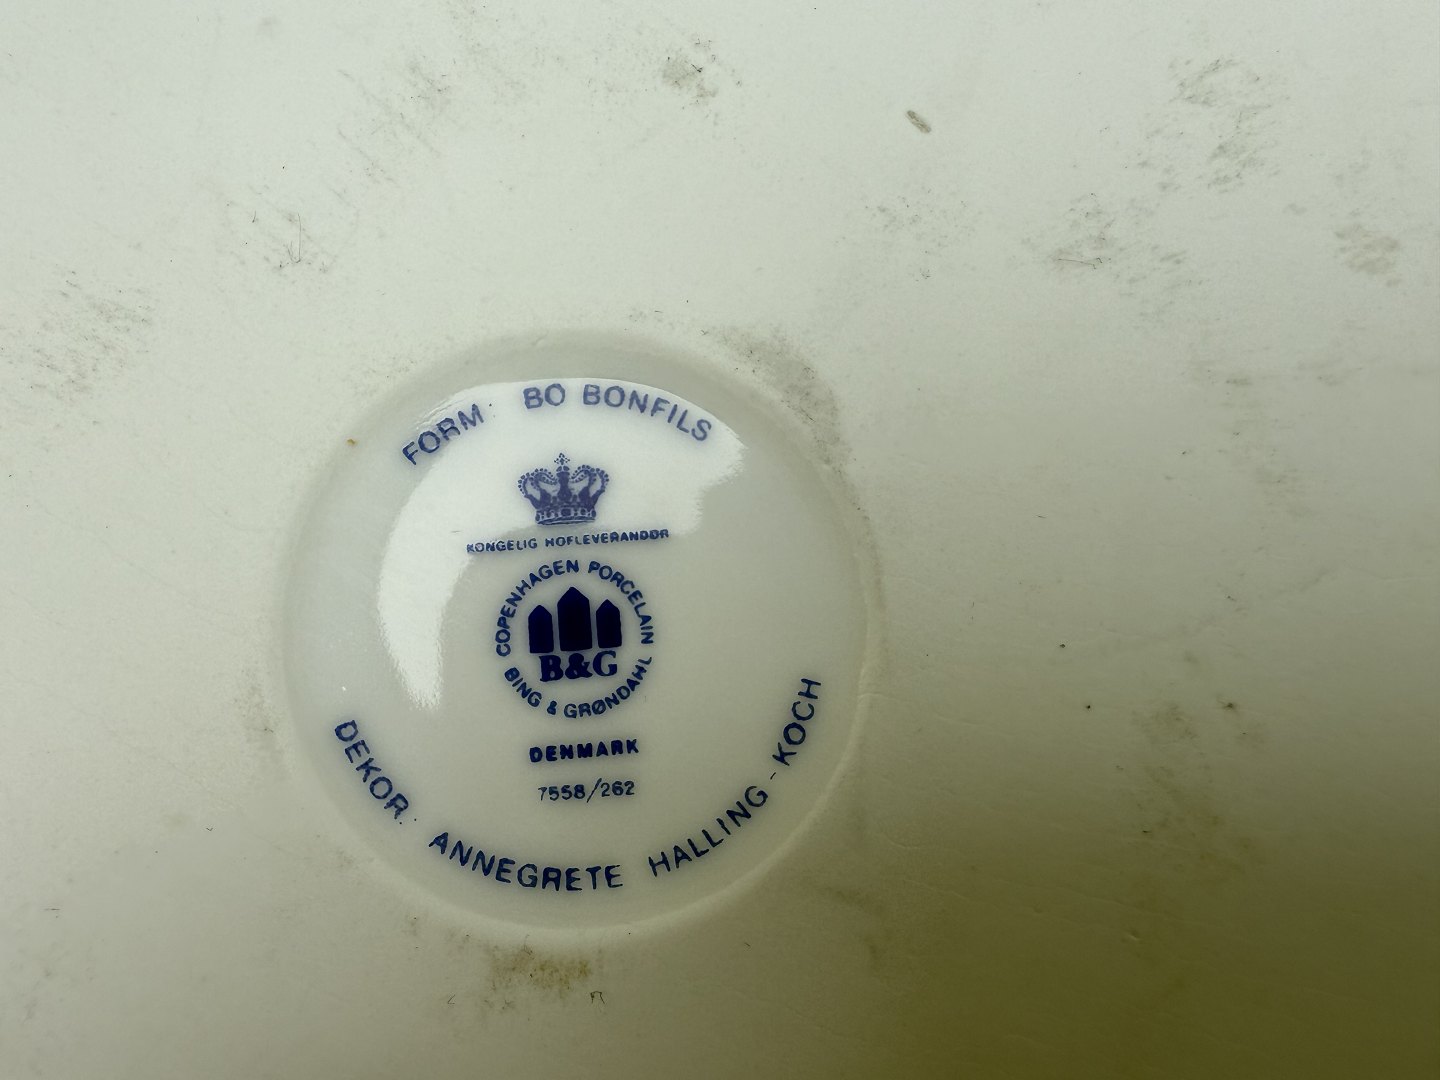 FORM: BO BONFILS
KONGELIG HOFLEVERANDØR
COPENHAGEN PORCELAIN
B&G
BING & GRØNDAHL
DENMARK
7558/262
DEKOR: ANNEGRETE HALLING-KOCH